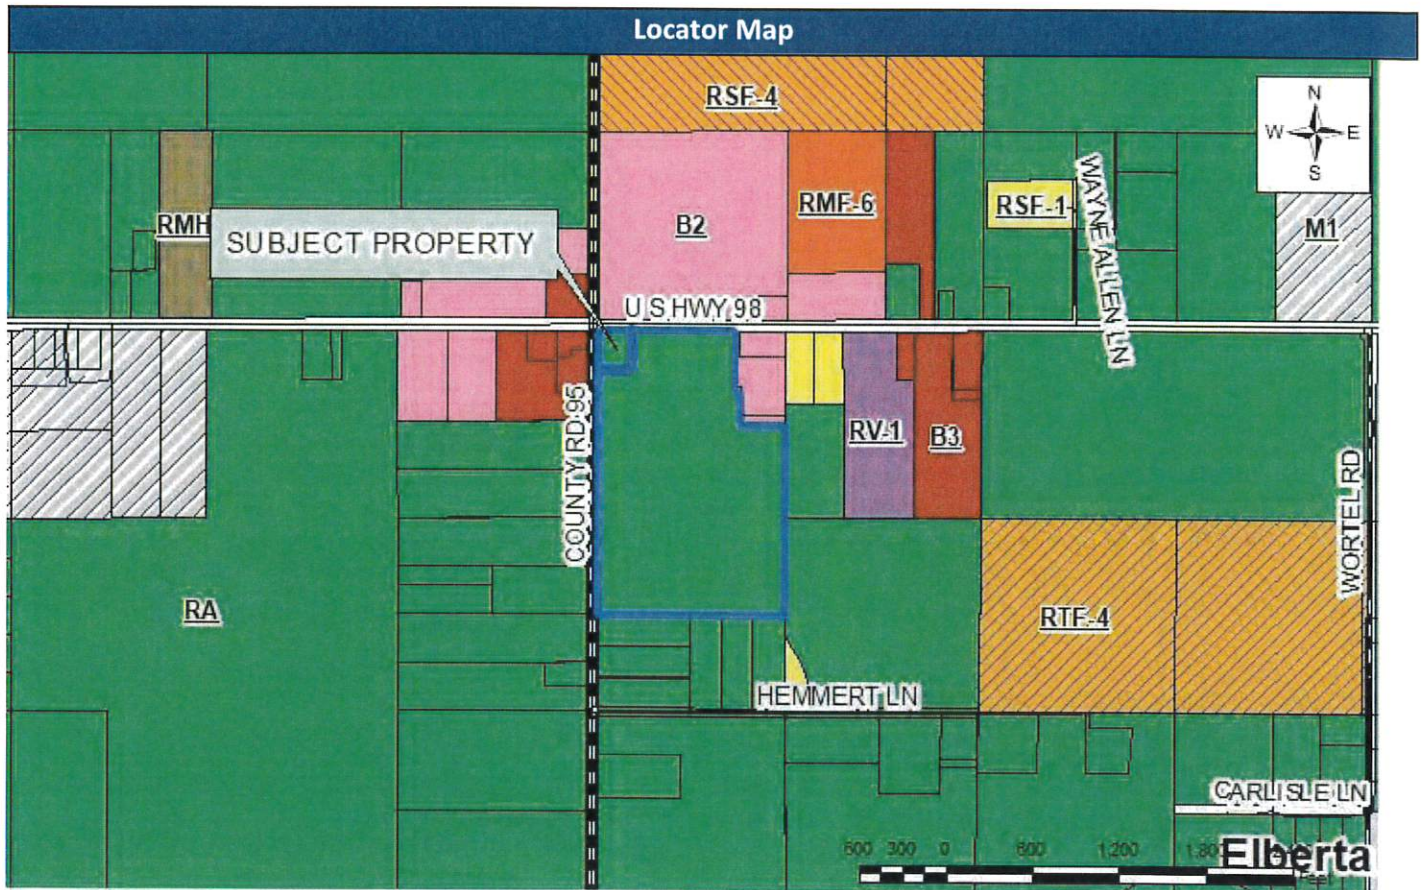 Locator Map
RSF-4
N
W E
S
RMH
SUBJECT PROPERTY
B2
RMF-6
RSF-1
WAYNE ALLEN LN
M1
U S HWY 98
COUNTY RD 95
RV-1
B3
WORTEL RD
RA
RTF-4
HEMMERT LN
CARLISLE LN
600 300 0 600 1,200
Elberta